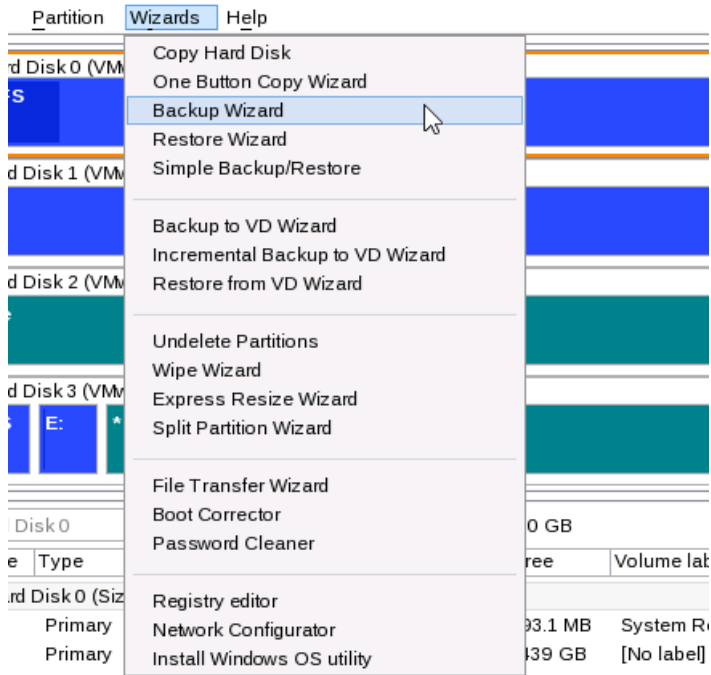 Partition Wizards Help
Copy Hard Disk
One Button Copy Wizard
Backup Wizard
Restore Wizard
Simple Backup/Restore
Backup to VD Wizard
Incremental Backup to VD Wizard
Restore from VD Wizard
Undelete Partitions
Wipe Wizard
Express Resize Wizard
Split Partition Wizard
File Transfer Wizard
Boot Corrector
Password Cleaner
Registry editor
Network Configurator
Install Windows OS utility
rd Disk 0 (VM
FS
d Disk 1 (VM
d Disk 2 (VM
d Disk 3 (VMw
E: *
Disk 0 0 GB
e Type ree Volume lab
rd Disk 0 (Siz
Primary 93.1 MB System Re
Primary 439 GB [No label]